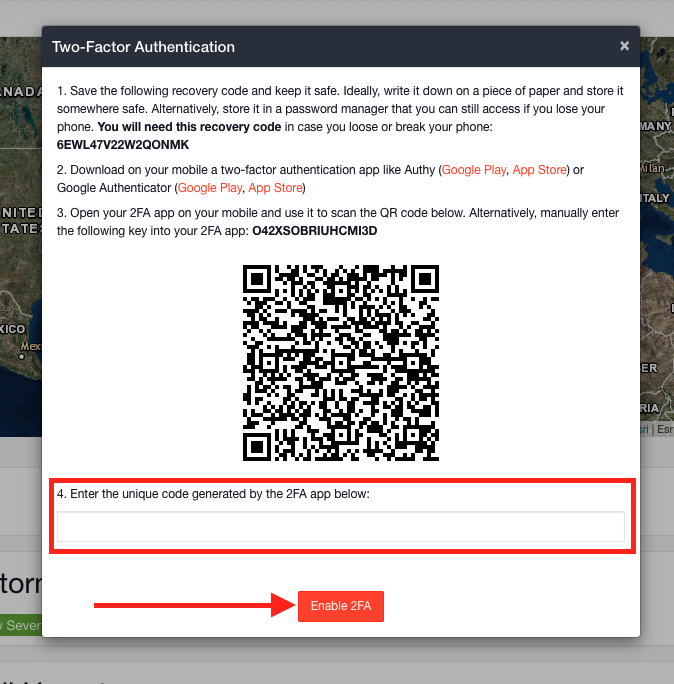 Two-Factor Authentication ×
1. Save the following recovery code and keep it safe. Ideally, write it down on a piece of paper and store it
somewhere safe. Alternatively, store it in a password manager that you can still access if you lose your
phone. You will need this recovery code in case you loose or break your phone:
6EWL47V22W2QONMK
2. Download on your mobile a two-factor authentication app like Authy (Google Play, App Store) or
Google Authenticator (Google Play, App Store)
3. Open your 2FA app on your mobile and use it to scan the QR code below. Alternatively, manually enter
the following key into your 2FA app: O42XSOBRIUHCMI3D
4. Enter the unique code generated by the 2FA app below:
Enable 2FA
NADA
NITED
TATES
XICO
Mex
MANY
Milan
ITALY
ER
RIA
sri | Esr
torn
y Sever